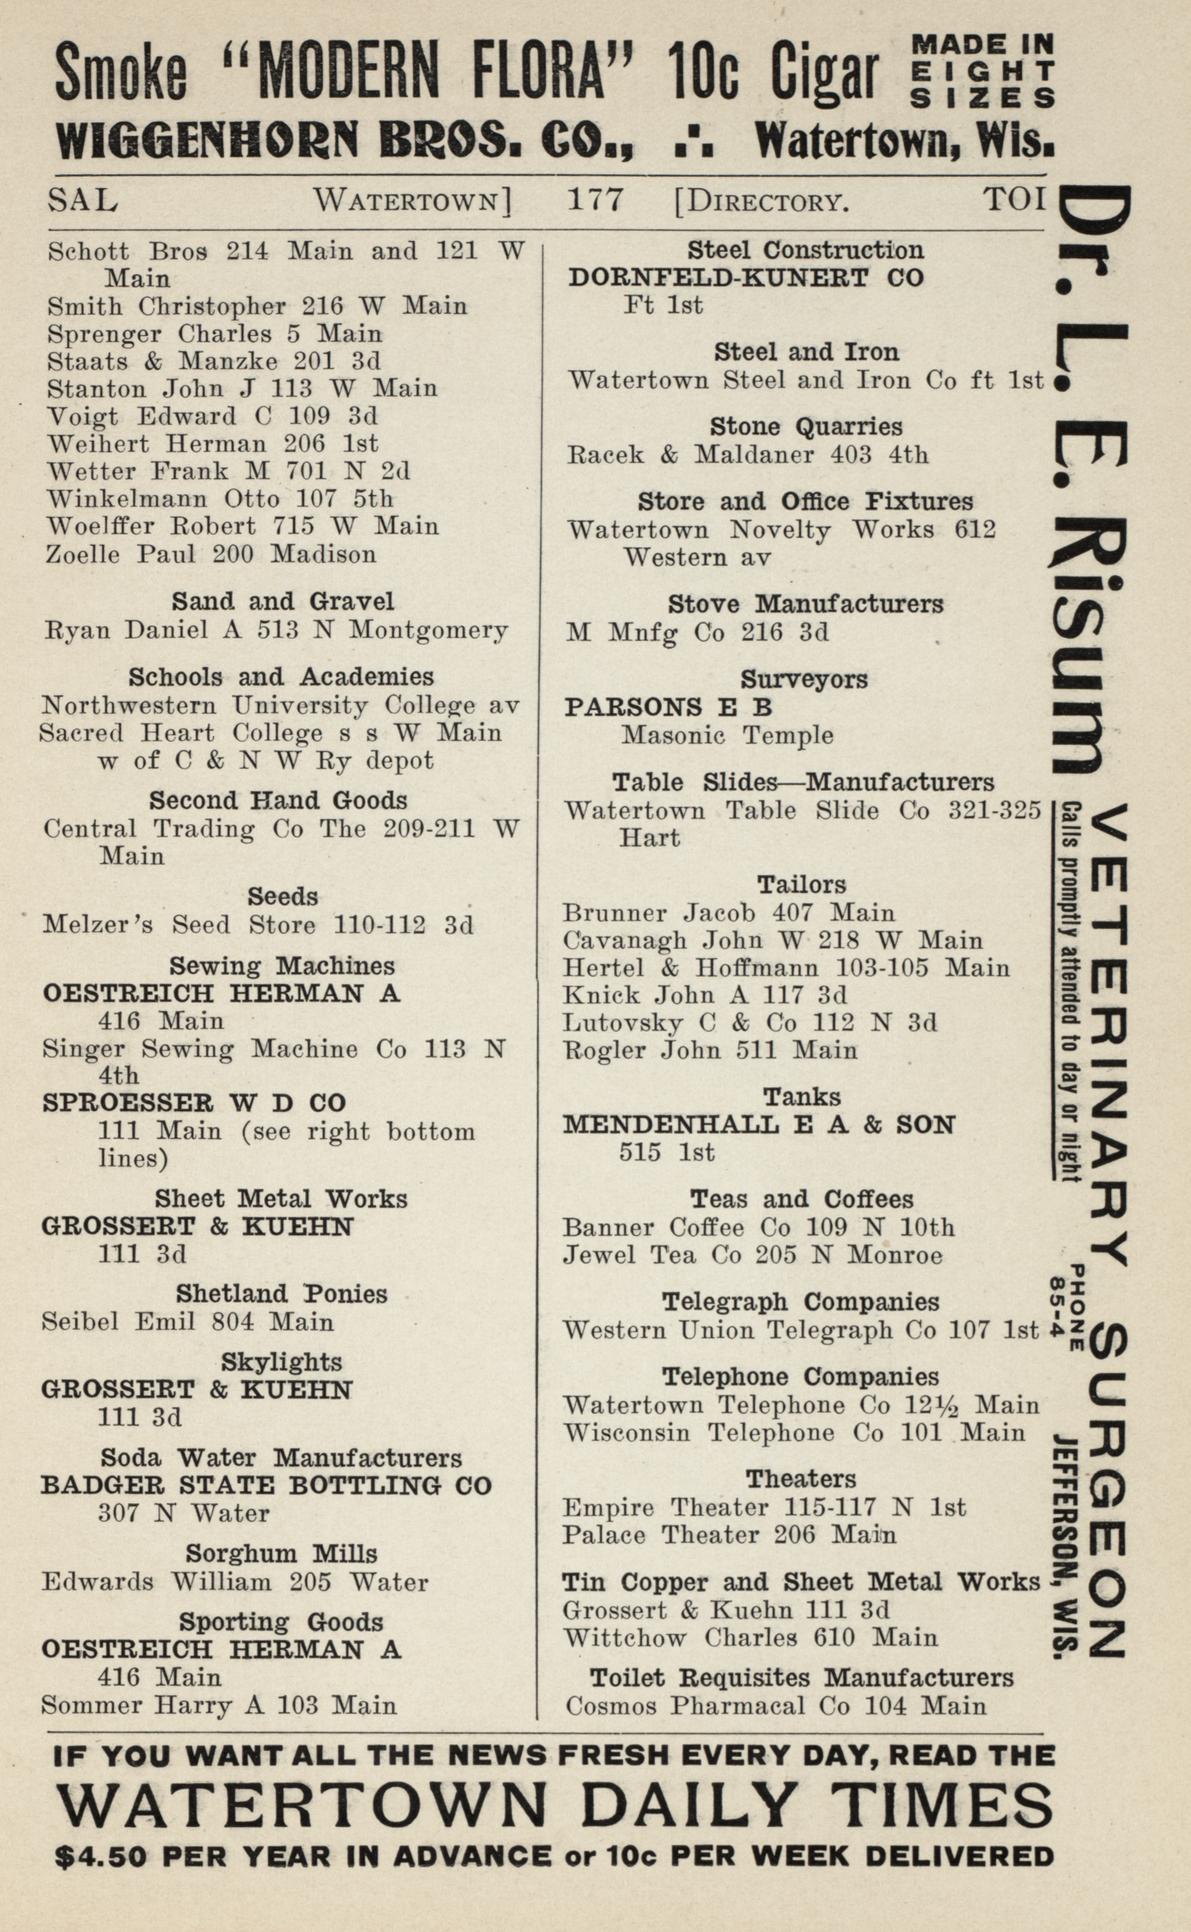 Smoke "MODERN FLORA" 10c Cigar MADE IN EIGHT SIZES
WIGGENHORN BROS. CO., ∴ Watertown, Wis.
SAL WATERTOWN] 177 [DIRECTORY. TOI
Schott Bros 214 Main and 121 W
Main
Smith Christopher 216 W Main
Sprenger Charles 5 Main
Staats & Manzke 201 3d
Stanton John J 113 W Main
Voigt Edward C 109 3d
Weihert Herman 206 1st
Wetter Frank M 701 N 2d
Winkelmann Otto 107 5th
Woelffer Robert 715 W Main
Zoelle Paul 200 Madison
Sand and Gravel
Ryan Daniel A 513 N Montgomery
Schools and Academies
Northwestern University College av
Sacred Heart College s s W Main
w of C & N W Ry depot
Second Hand Goods
Central Trading Co The 209-211 W
Main
Seeds
Melzer's Seed Store 110-112 3d
Sewing Machines
OESTREICH HERMAN A
416 Main
Singer Sewing Machine Co 113 N
4th
SPROESSER W D CO
111 Main (see right bottom
lines)
Sheet Metal Works
GROSSERT & KUEHN
111 3d
Shetland Ponies
Seibel Emil 804 Main
Skylights
GROSSERT & KUEHN
111 3d
Soda Water Manufacturers
BADGER STATE BOTTLING CO
307 N Water
Sorghum Mills
Edwards William 205 Water
Sporting Goods
OESTREICH HERMAN A
416 Main
Sommer Harry A 103 Main
Steel Construction
DORNFELD-KUNERT CO
Ft 1st
Steel and Iron
Watertown Steel and Iron Co ft 1st
Stone Quarries
Racek & Maldaner 403 4th
Store and Office Fixtures
Watertown Novelty Works 612
Western av
Stove Manufacturers
M Mnfg Co 216 3d
Surveyors
PARSONS E B
Masonic Temple
Table Slides—Manufacturers
Watertown Table Slide Co 321-325
Hart
Tailors
Brunner Jacob 407 Main
Cavanagh John W 218 W Main
Hertel & Hoffmann 103-105 Main
Knick John A 117 3d
Lutovsky C & Co 112 N 3d
Rogler John 511 Main
Tanks
MENDENHALL E A & SON
515 1st
Teas and Coffees
Banner Coffee Co 109 N 10th
Jewel Tea Co 205 N Monroe
Telegraph Companies
Western Union Telegraph Co 107 1st
Telephone Companies
Watertown Telephone Co 12½ Main
Wisconsin Telephone Co 101 Main
Theaters
Empire Theater 115-117 N 1st
Palace Theater 206 Main
Tin Copper and Sheet Metal Works
Grossert & Kuehn 111 3d
Wittchow Charles 610 Main
Toilet Requisites Manufacturers
Cosmos Pharmacal Co 104 Main
Dr. L. E. Risum VETERINARY SURGEON
Calls promptly attended to day or night
PHONE
85-4
JEFFERSON, WIS.
IF YOU WANT ALL THE NEWS FRESH EVERY DAY, READ THE
WATERTOWN DAILY TIMES
$4.50 PER YEAR IN ADVANCE or 10c PER WEEK DELIVERED